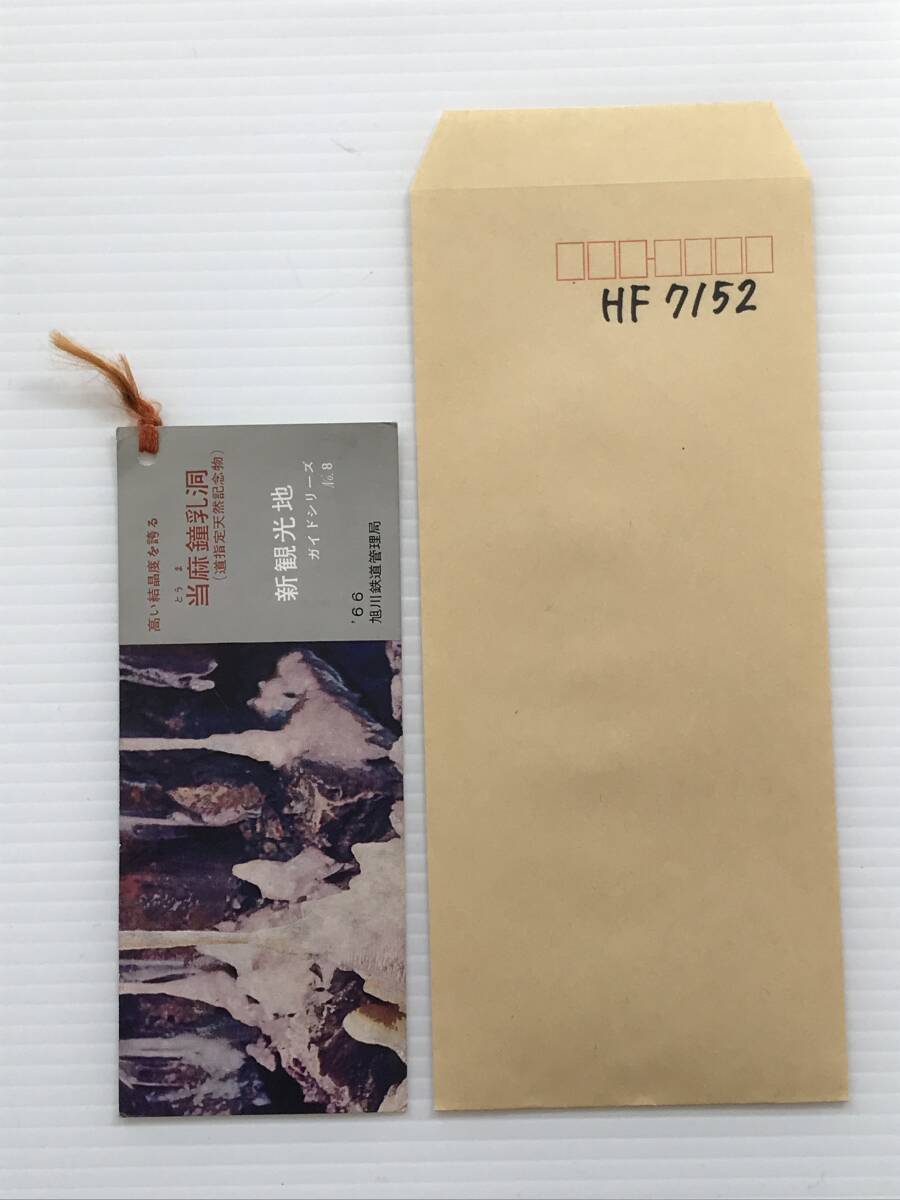 高い結晶度を誇る
とう ま
当麻鐘乳洞
(道指定天然記念物)
新観光地
ガイドシリーズ
No.8
'66
旭川鉄道管理局
HF 7152